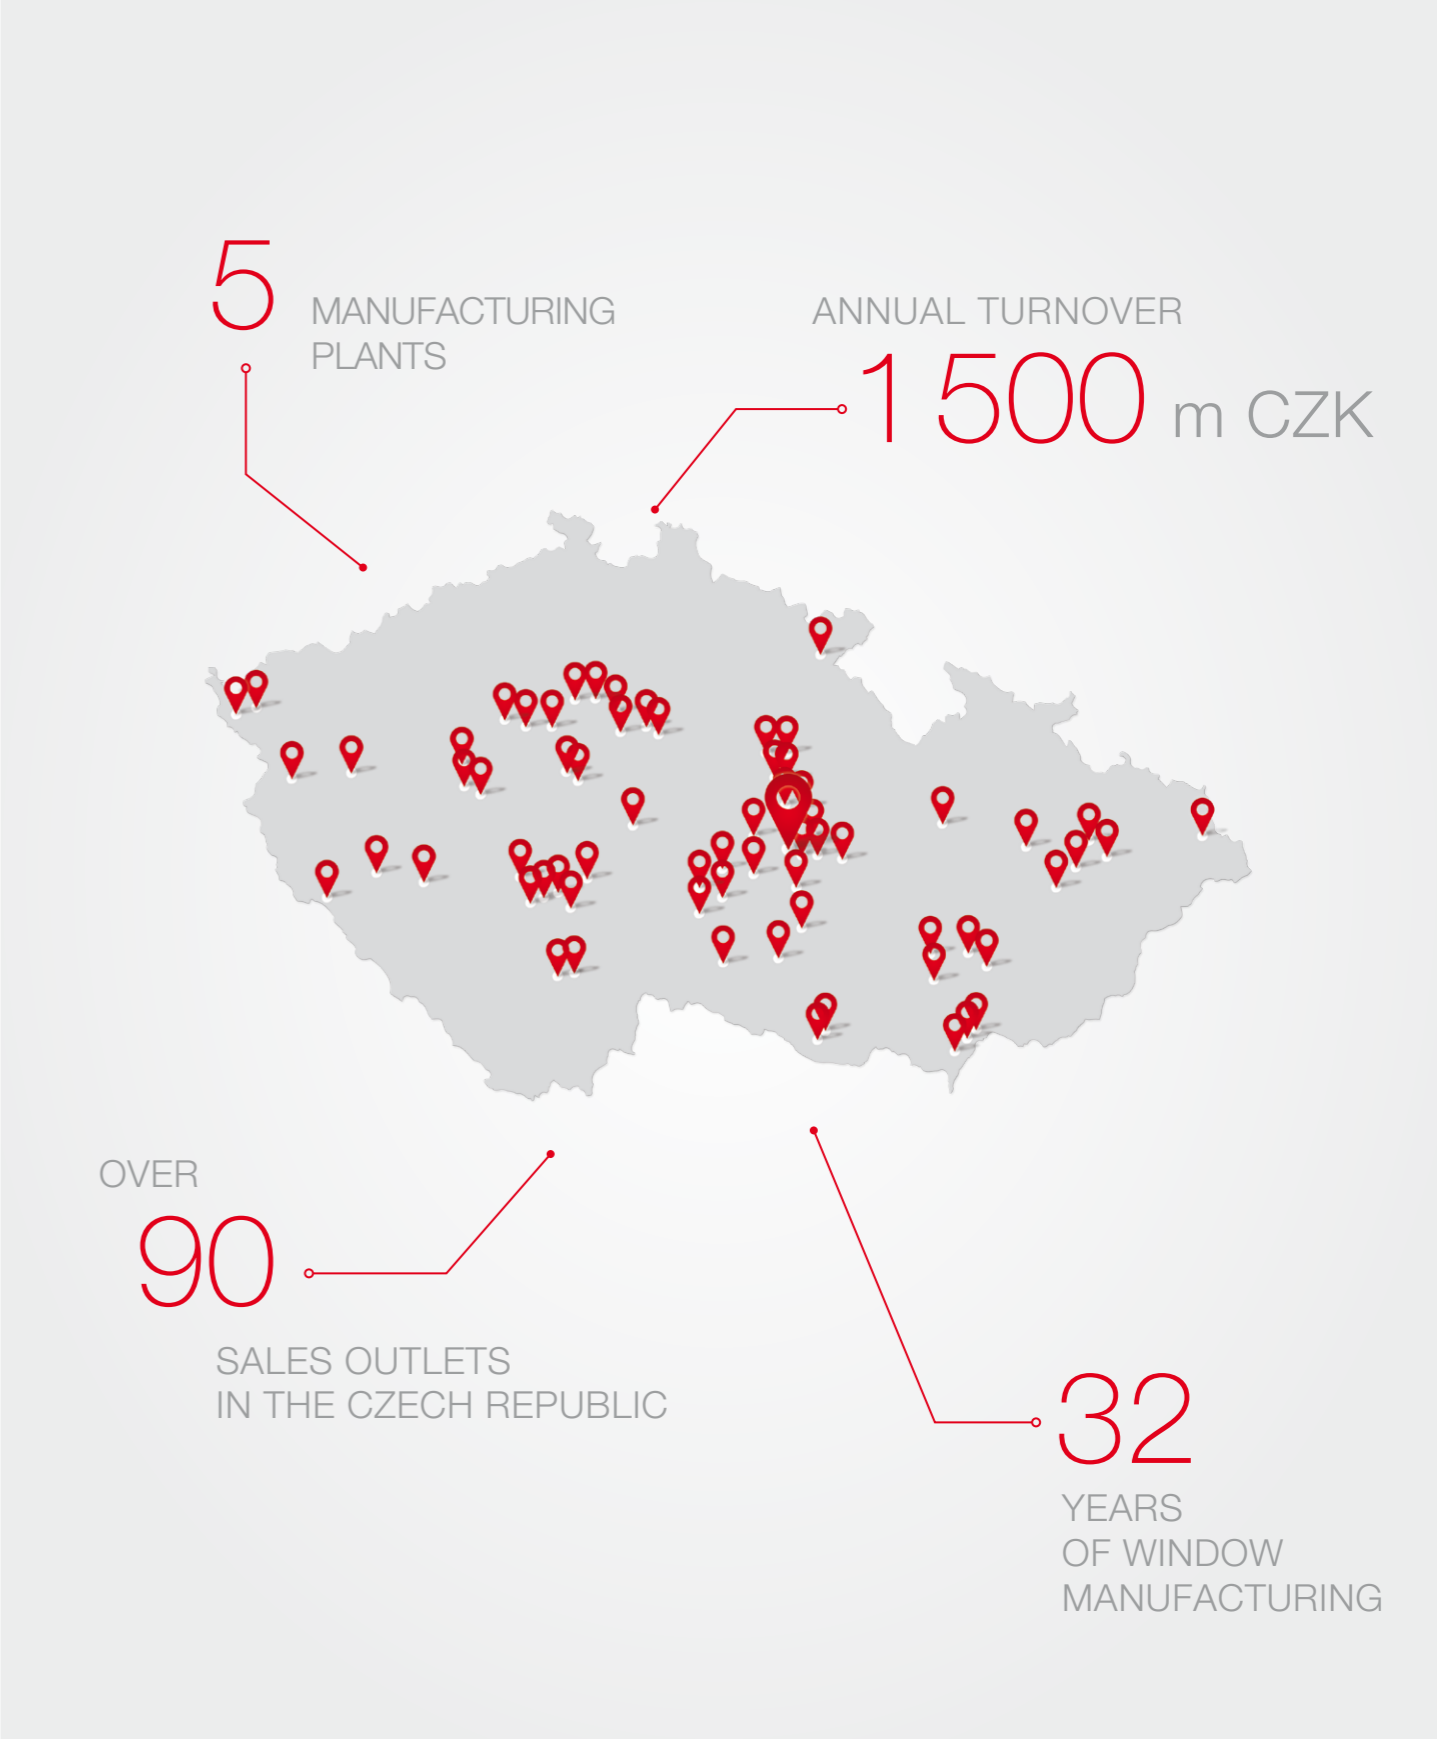 5
MANUFACTURING
PLANTS
ANNUAL TURNOVER
1 500 m CZK
OVER
90
SALES OUTLETS
IN THE CZECH REPUBLIC
32
YEARS
OF WINDOW
MANUFACTURING